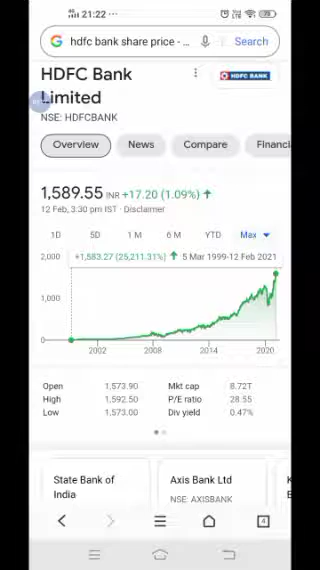 21:22 ...
hdfc bank share price - ...
Search
HDFC Bank
Limited
HDFC BANK
NSE: HDFCBANK
Overview
News
Compare
Financi
1,589.55 INR +17.20 (1.09%)
12 Feb, 3.30 pm IST · Disclaimer
1D
5D
1 M
6 M
YTD
Max
+1,583.27 (25,211.31%) 5 Mar 1999-12 Feb 2021
2,000
1,000
0
2002
2008
2014
2020
Open 1,573.90 Mkt cap 8.72T
High 1,592.50 P/E ratio 28.55
Low 1,573.00 Div yield 0.47%
State Bank of
India
Axis Bank Ltd
NSE: AXISBANK
4